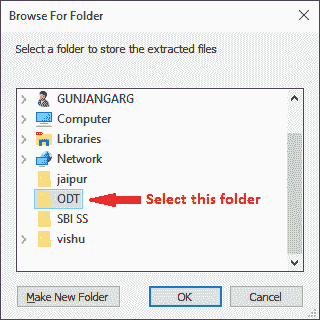 Browse For Folder
Select a folder to store the extracted files
GUNJANGARG
Computer
Libraries
Network
jaipur
ODT Select this folder
SBI SS
vishu
Make New Folder OK Cancel